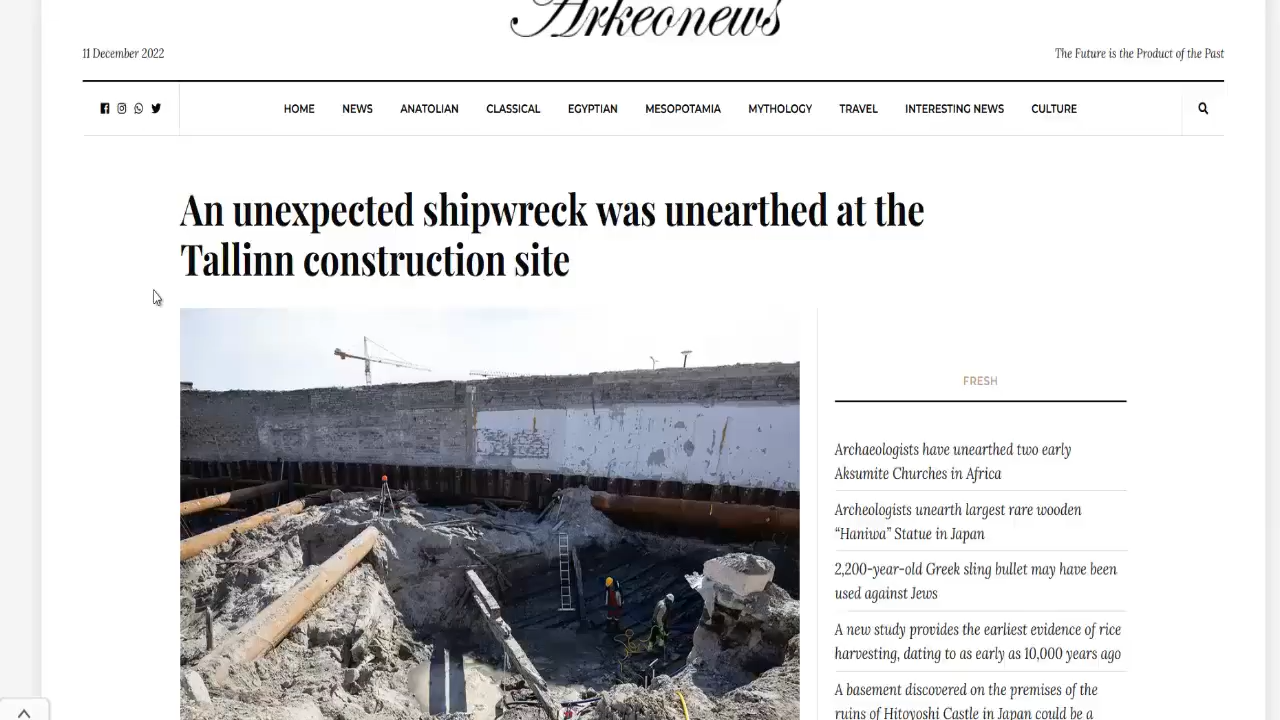 Arkeonews
11 December 2022
The Future is the Product of the Past
HOME NEWS ANATOLIAN CLASSICAL EGYPTIAN MESOPOTAMIA MYTHOLOGY TRAVEL INTERESTING NEWS CULTURE
An unexpected shipwreck was unearthed at the
Tallinn construction site
FRESH
Archaeologists have unearthed two early
Aksumite Churches in Africa
Archeologists unearth largest rare wooden
“Haniwa” Statue in Japan
2,200-year-old Greek sling bullet may have been
used against Jews
A new study provides the earliest evidence of rice
harvesting, dating to as early as 10,000 years ago
A basement discovered on the premises of the
ruins of Hitoyoshi Castle in Japan could be a